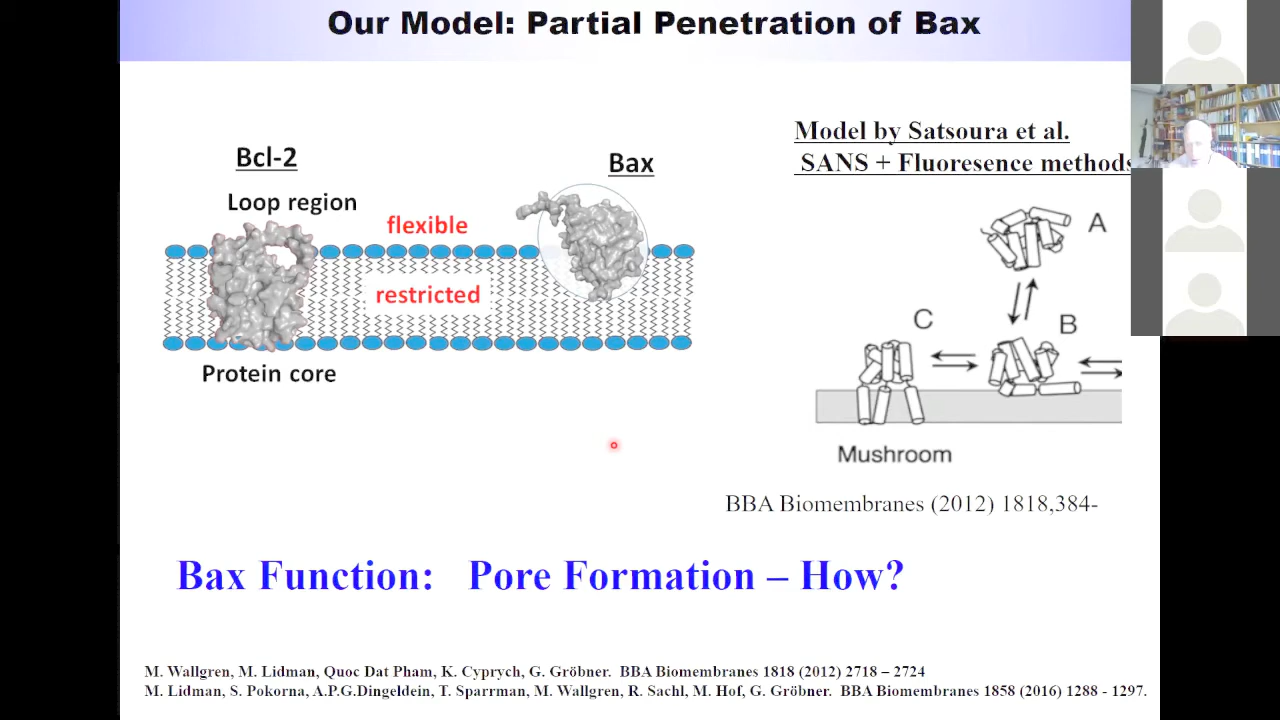 Our Model: Partial Penetration of Bax
Bcl-2
Loop region
flexible
Bax
restricted
Protein core
Model by Satsoura et al.
SANS + Fluoresence methods
A
B
C
Mushroom
BBA Biomembranes (2012) 1818,384-
Bax Function: Pore Formation – How?
M. Wallgren, M. Lidman, Quoc Dat Pham, K. Cyprych, G. Gröbner. BBA Biomembranes 1818 (2012) 2718 – 2724
M. Lidman, S. Pokorna, A.P.G.Dingeldein, T. Sparrman, M. Wallgren, R. Sachl, M. Hof, G. Gröbner. BBA Biomembranes 1858 (2016) 1288 - 1297.